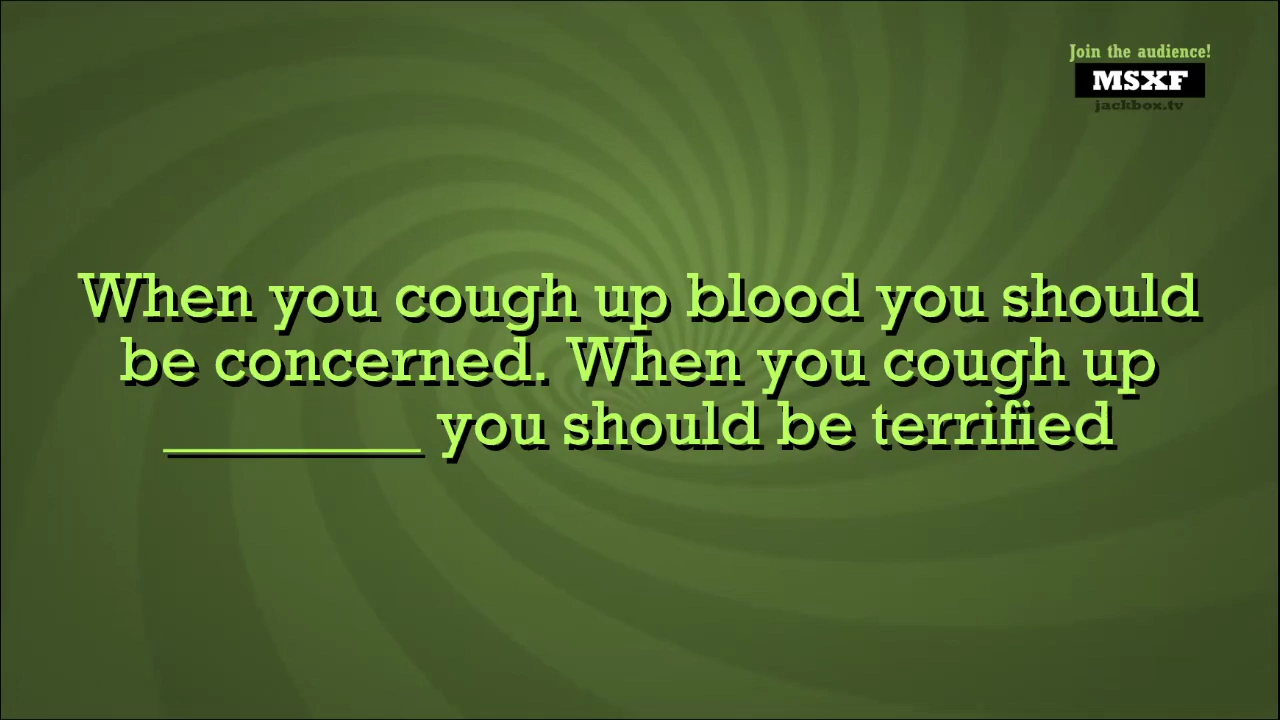 Join the audience!
MSXF
jackbox.tv
When you cough up blood you should
be concerned. When you cough up
________ you should be terrified